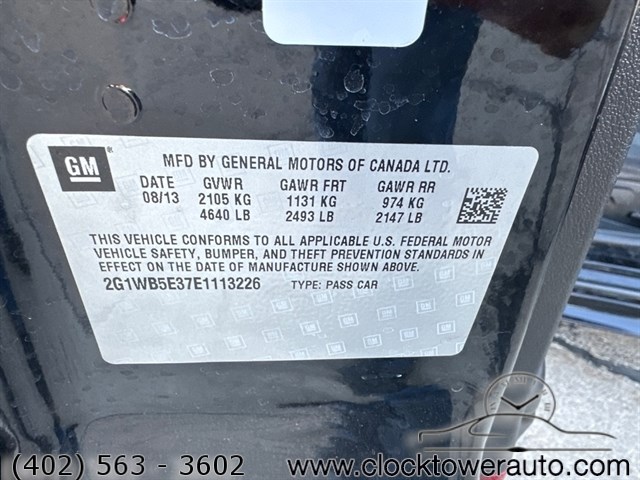 GM
MFD BY GENERAL MOTORS OF CANADA LTD.
DATE GVWR GAWR FRT GAWR RR
08/13 2105 KG 1131 KG 974 KG
4640 LB 2493 LB 2147 LB
THIS VEHICLE CONFORMS TO ALL APPLICABLE U.S. FEDERAL MOTOR
VEHICLE SAFETY, BUMPER, AND THEFT PREVENTION STANDARDS IN
EFFECT ON THE DATE OF MANUFACTURE SHOWN ABOVE.
2G1WB5E37E1113226 TYPE: PASS CAR
(402) 563 - 3602 www.clocktowerauto.com